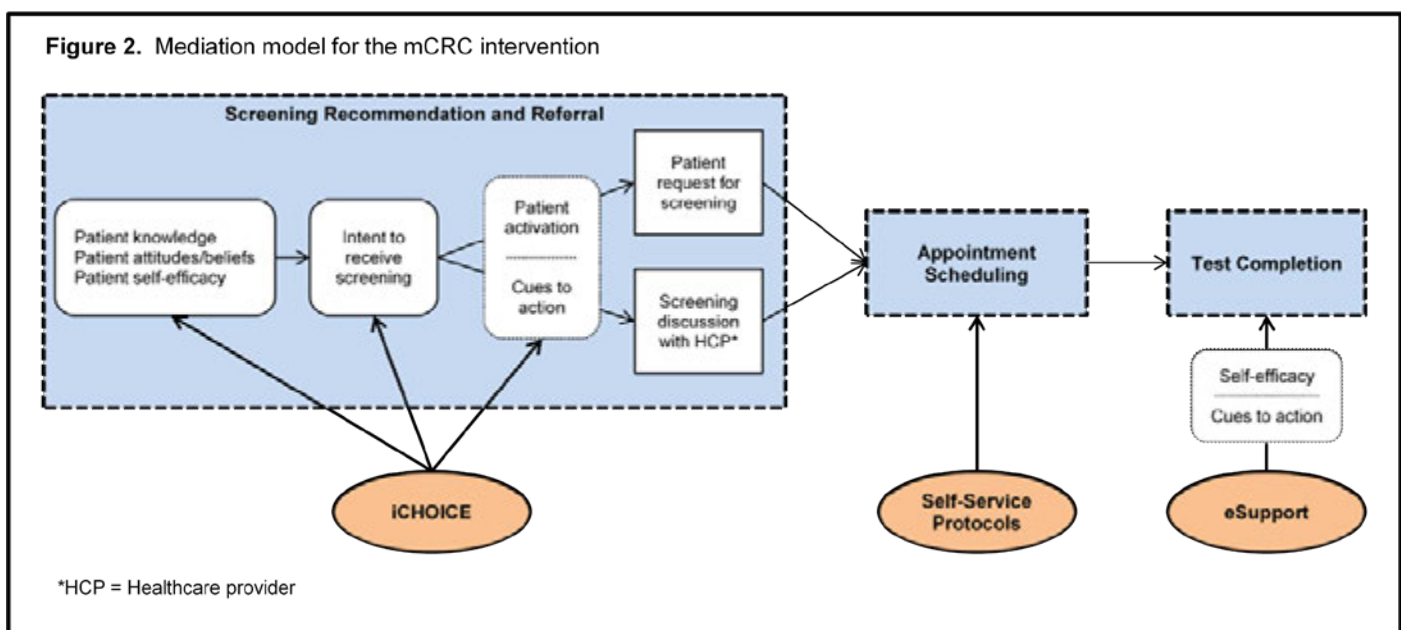 Figure 2. Mediation model for the mCRC intervention
Screening Recommendation and Referral
Patient knowledge
Patient attitudes/beliefs
Patient self-efficacy
Intent to
receive
screening
Patient
activation
Cues to
action
Patient
request for
screening
Screening
discussion
with HCP*
Appointment
Scheduling
Test Completion
Self-efficacy
Cues to action
iCHOICE
Self-Service
Protocols
eSupport
*HCP = Healthcare provider